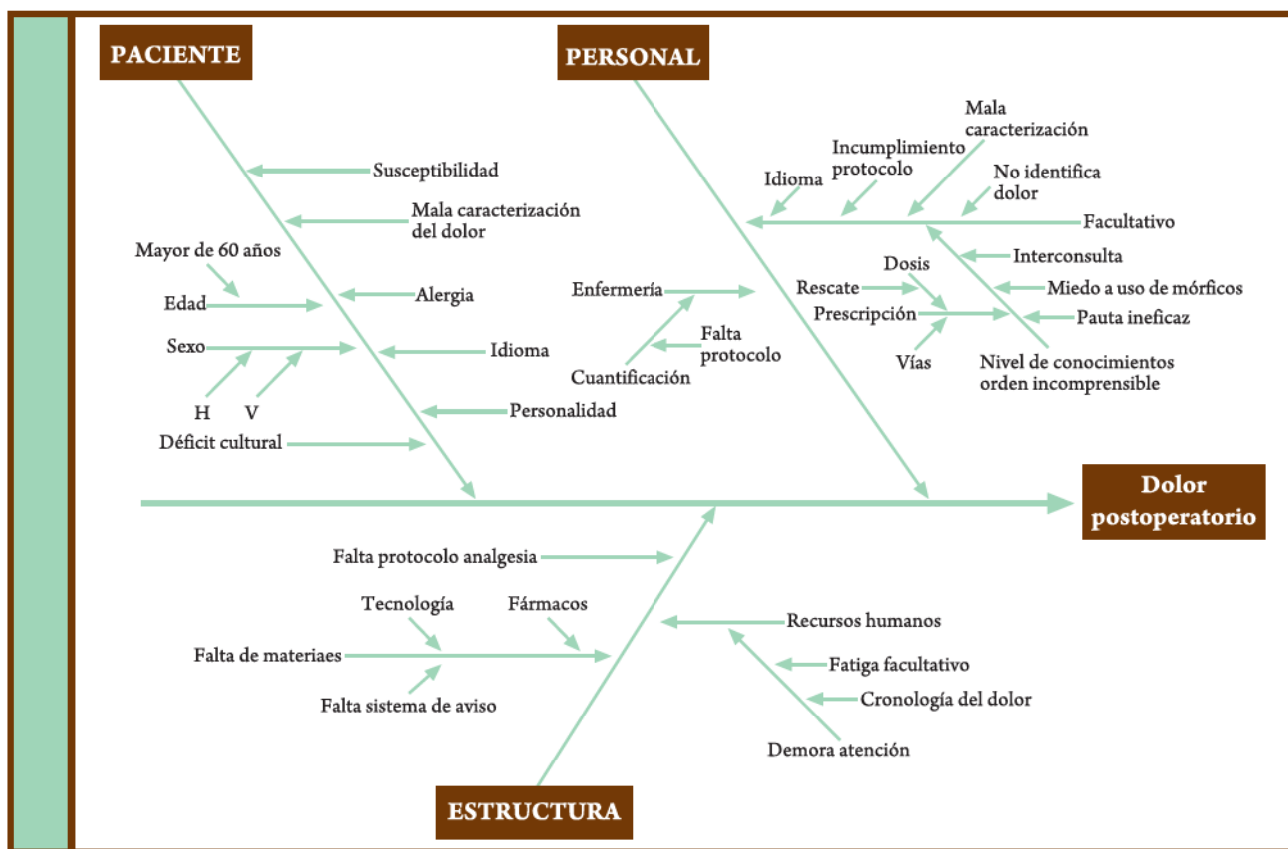 PACIENTE
PERSONAL
Susceptibilidad
Mala caracterización
del dolor
Mayor de 60 años
Edad
Alergia
Sexo
Idioma
H
V
Personalidad
Déficit cultural
Mala
caracterización
Incumplimiento
protocolo
Idioma
No identifica
dolor
Facultativo
Interconsulta
Dosis
Enfermería
Rescate
Miedo a uso de mórficos
Prescripción
Pauta ineficaz
Falta
protocolo
Vías
Cuantificación
Nivel de conocimientos
orden incomprensible
Dolor
postoperatorio
Falta protocolo analgesia
Tecnología
Fármacos
Recursos humanos
Falta de materiaes
Fatiga facultativo
Falta sistema de aviso
Cronología del dolor
Demora atención
ESTRUCTURA